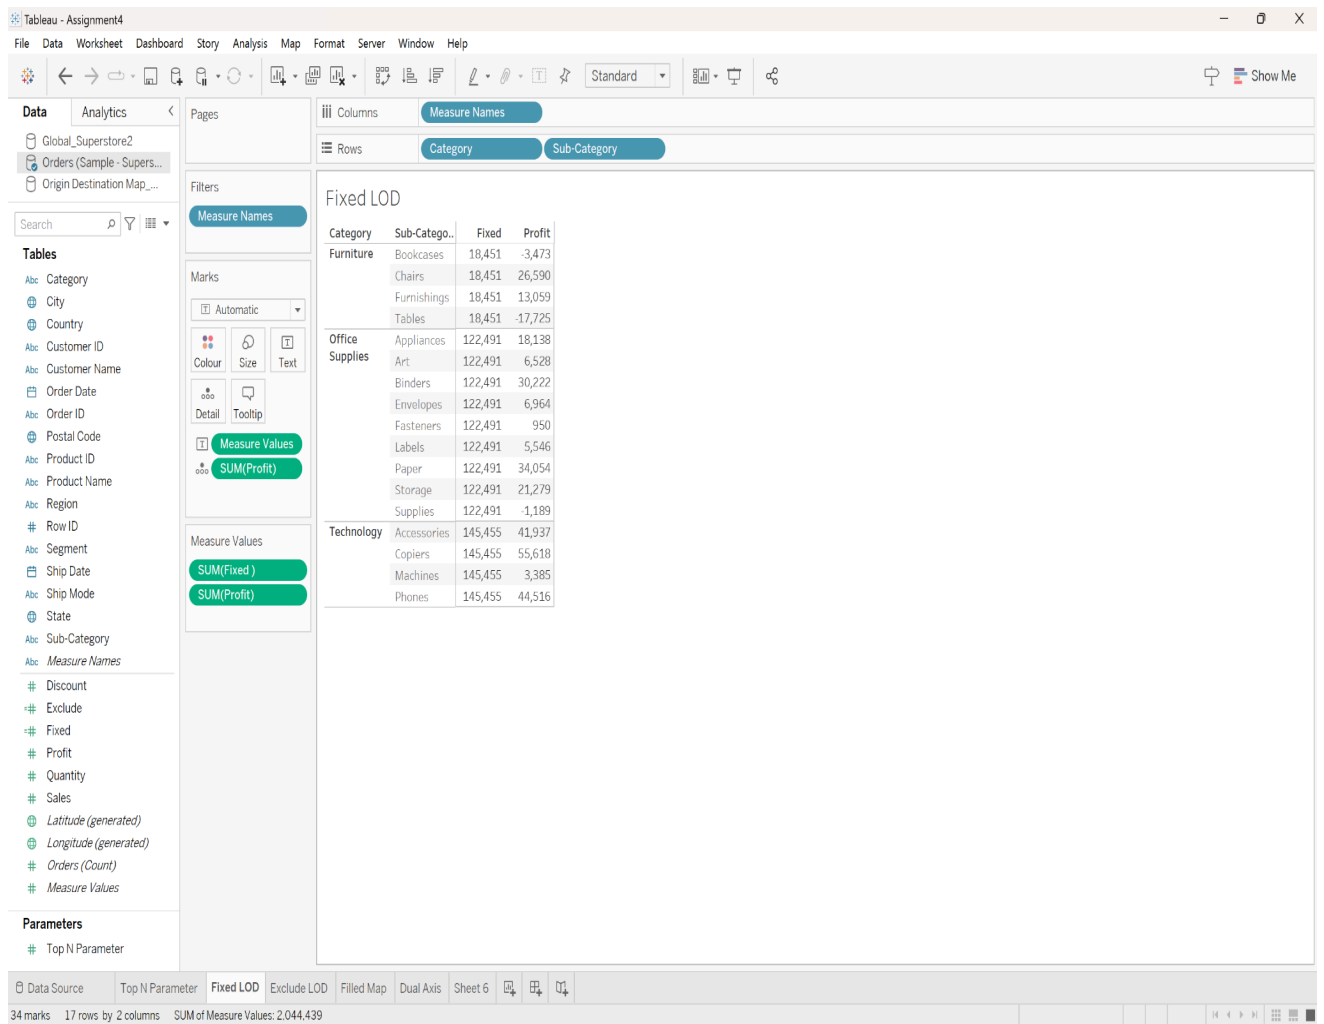 Tableau - Assignment4
File Data Worksheet Dashboard Story Analysis Map Format Server Window Help
Standard
Show Me
Data Analytics
Global_Superstore2
Orders (Sample - Supers...
Origin Destination Map_...
Search
Tables
Abc Category
City
Country
Abc Customer ID
Abc Customer Name
Order Date
Abc Order ID
Postal Code
Abc Product ID
Abc Product Name
Abc Region
# Row ID
Abc Segment
Ship Date
Abc Ship Mode
State
Abc Sub-Category
Abc Measure Names
# Discount
=# Exclude
=# Fixed
# Profit
# Quantity
# Sales
Latitude (generated)
Longitude (generated)
# Orders (Count)
# Measure Values
Parameters
# Top N Parameter
Pages
Filters
Measure Names
Marks
T Automatic
Colour Size Text
Detail Tooltip
T Measure Values
SUM(Profit)
Measure Values
SUM(Fixed )
SUM(Profit)
Columns Measure Names
Rows Category Sub-Category
Fixed LOD
Category Sub-Catego.. Fixed Profit
Furniture Bookcases 18,451 -3,473
Chairs 18,451 26,590
Furnishings 18,451 13,059
Tables 18,451 -17,725
Office Supplies Appliances 122,491 18,138
Art 122,491 6,528
Binders 122,491 30,222
Envelopes 122,491 6,964
Fasteners 122,491 950
Labels 122,491 5,546
Paper 122,491 34,054
Storage 122,491 21,279
Supplies 122,491 -1,189
Technology Accessories 145,455 41,937
Copiers 145,455 55,618
Machines 145,455 3,385
Phones 145,455 44,516
Data Source Top N Parameter Fixed LOD Exclude LOD Filled Map Dual Axis Sheet 6
34 marks 17 rows by 2 columns SUM of Measure Values: 2,044,439